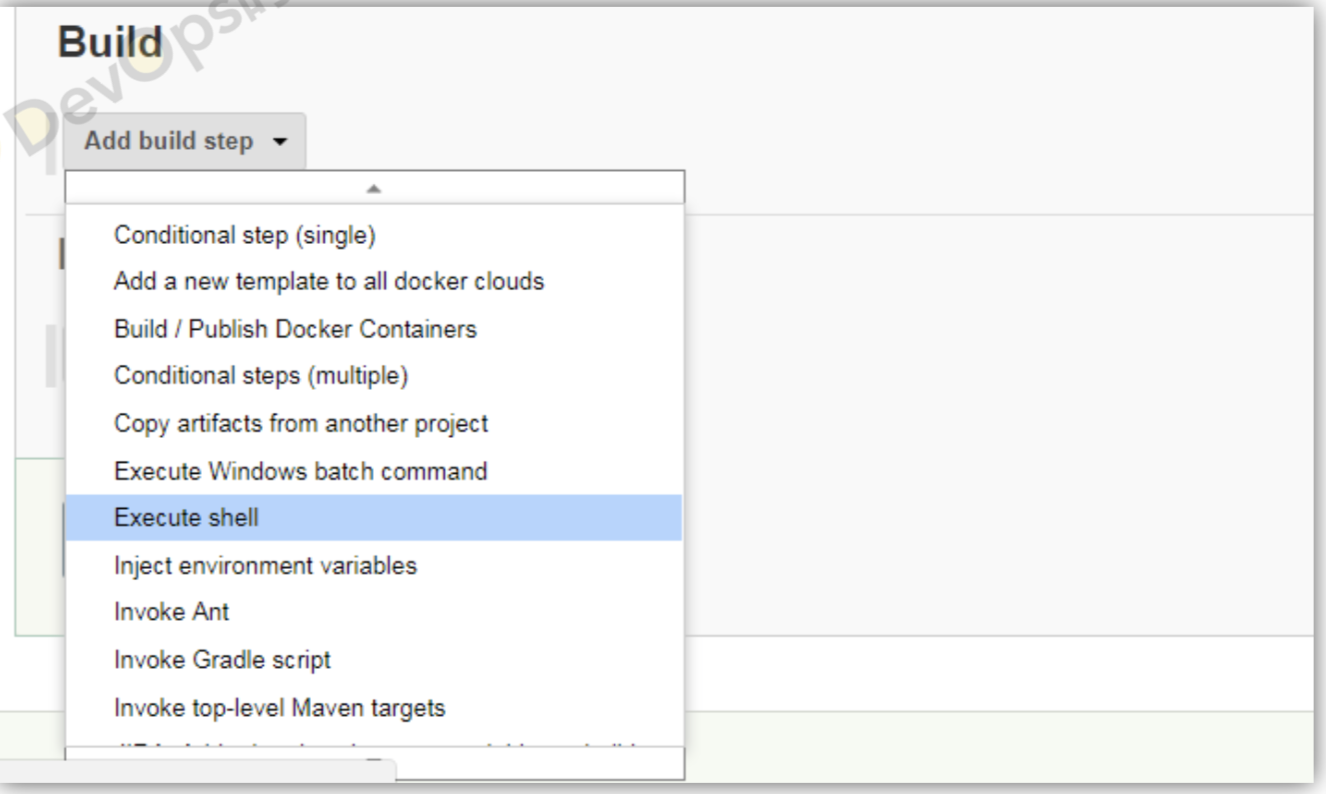 Build
Add build step
Conditional step (single)
Add a new template to all docker clouds
Build / Publish Docker Containers
Conditional steps (multiple)
Copy artifacts from another project
Execute Windows batch command
Execute shell
Inject environment variables
Invoke Ant
Invoke Gradle script
Invoke top-level Maven targets